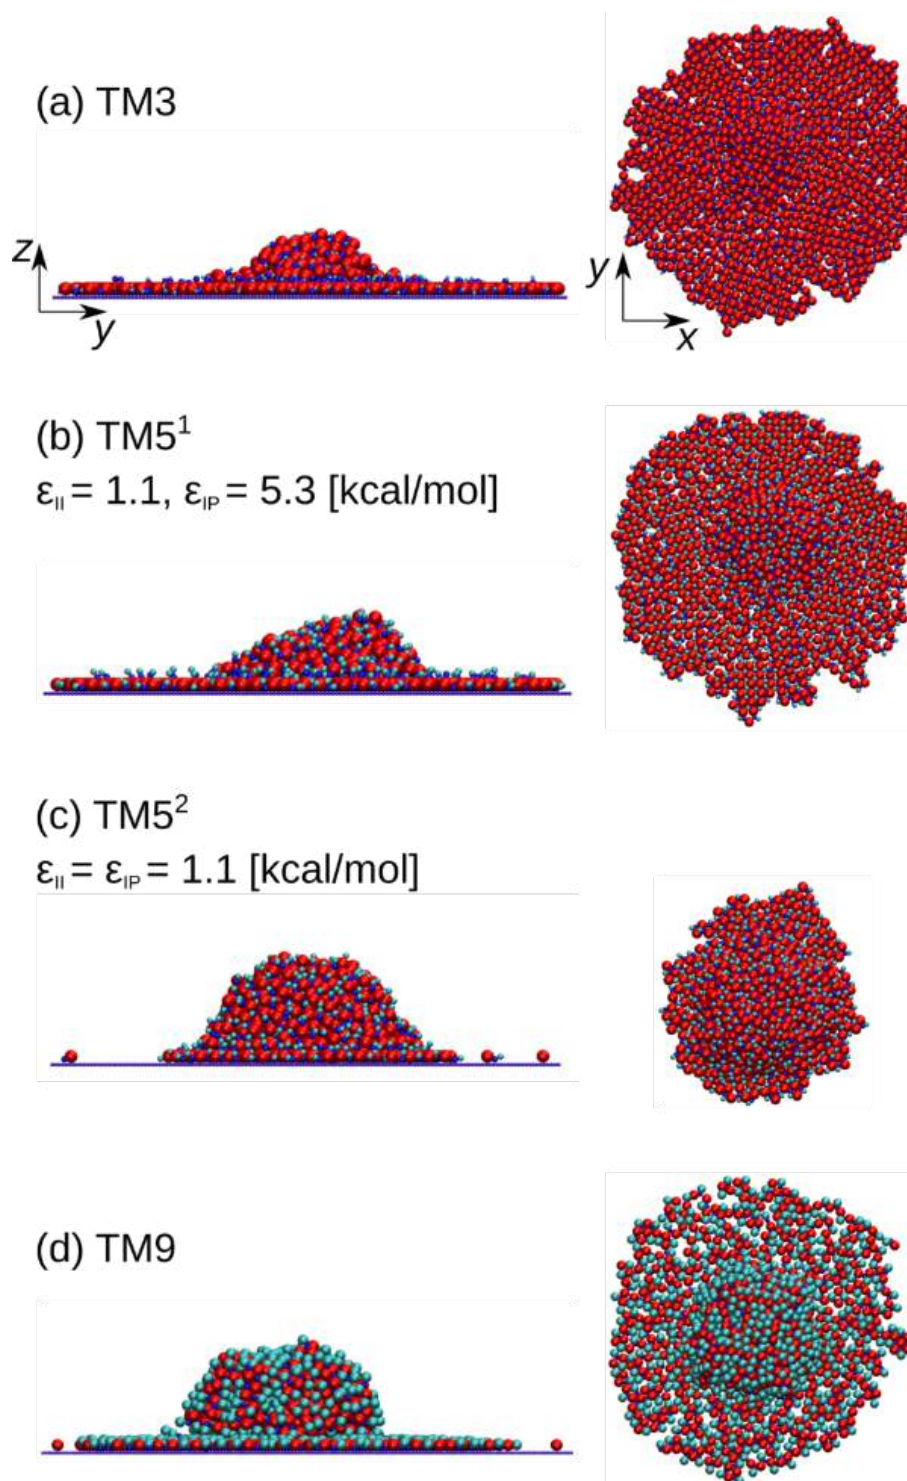 (a) TM3
z
y
y
x
(b) TM5¹
ε_II = 1.1, ε_IP = 5.3 [kcal/mol]
(c) TM5²
ε_II = ε_IP = 1.1 [kcal/mol]
(d) TM9